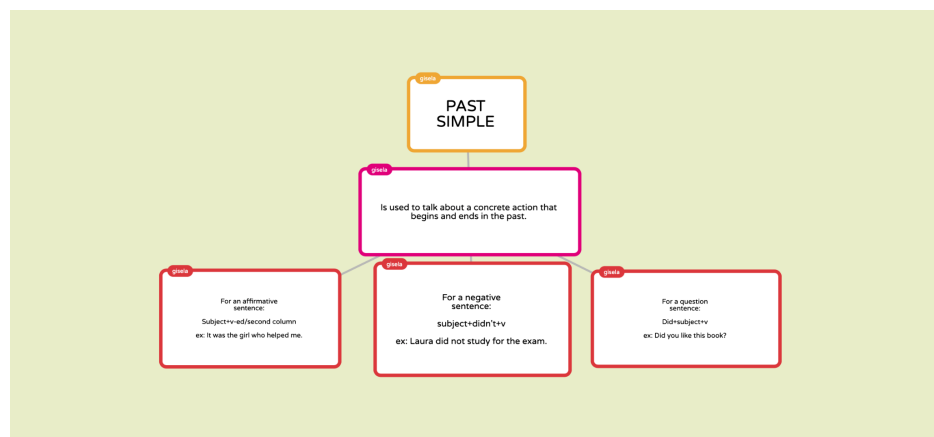 gisela
PAST
SIMPLE
gisela
Is used to talk about a concrete action that
begins and ends in the past.
gisela
For an affirmative
sentence:
Subject+v-ed/second column
ex: It was the girl who helped me.
gisela
For a negative
sentence:
subject+didn't+v
ex: Laura did not study for the exam.
gisela
For a question
sentence:
Did+subject+v
ex: Did you like this book?